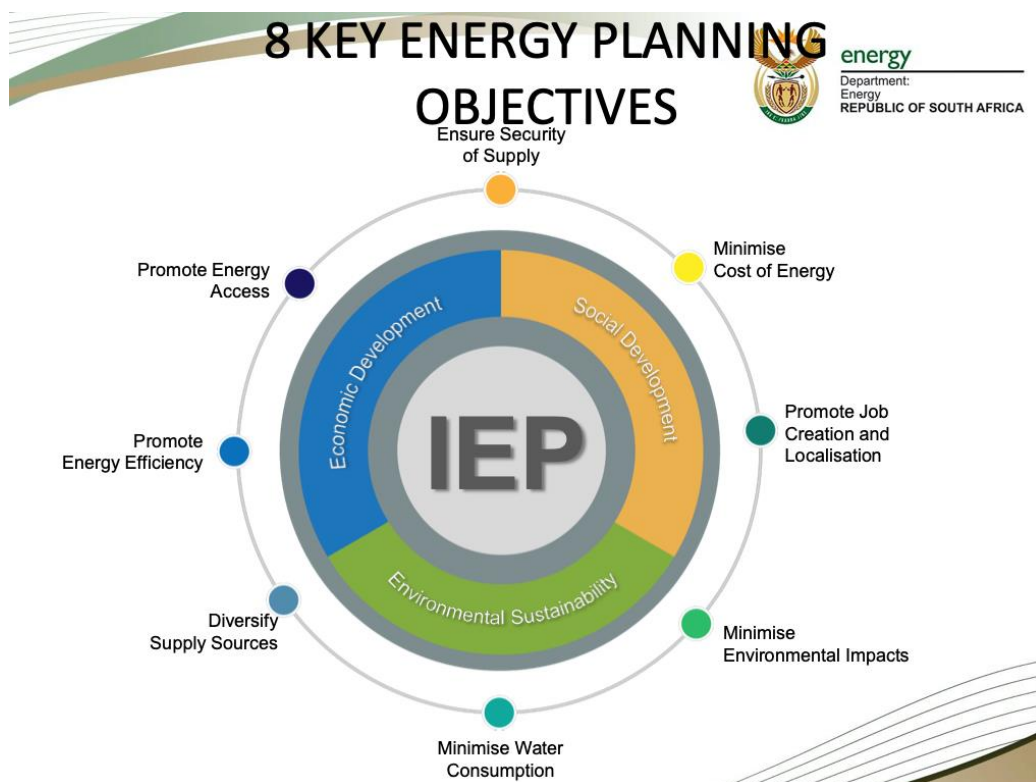 8 KEY ENERGY PLANNING
OBJECTIVES
energy
Department:
Energy
REPUBLIC OF SOUTH AFRICA
Ensure Security
of Supply
Minimise
Cost of Energy
Promote Job
Creation and
Localisation
Minimise
Environmental Impacts
Minimise Water
Consumption
Diversify
Supply Sources
Promote
Energy Efficiency
Promote Energy
Access
Economic Development
Social Development
Environmental Sustainability
IEP